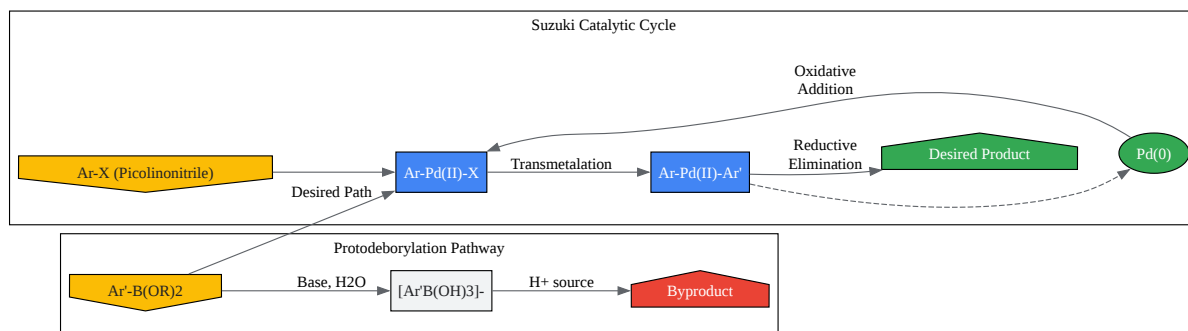 Suzuki Catalytic Cycle
Oxidative
Addition
Ar-X (Picolinonitrile)
Ar-Pd(II)-X
Transmetalation
Ar-Pd(II)-Ar'
Reductive
Elimination
Desired Product
Pd(0)
Desired Path
Protodeborylation Pathway
Ar'-B(OR)2
Base, H2O
[Ar'B(OH)3]-
H+ source
Byproduct